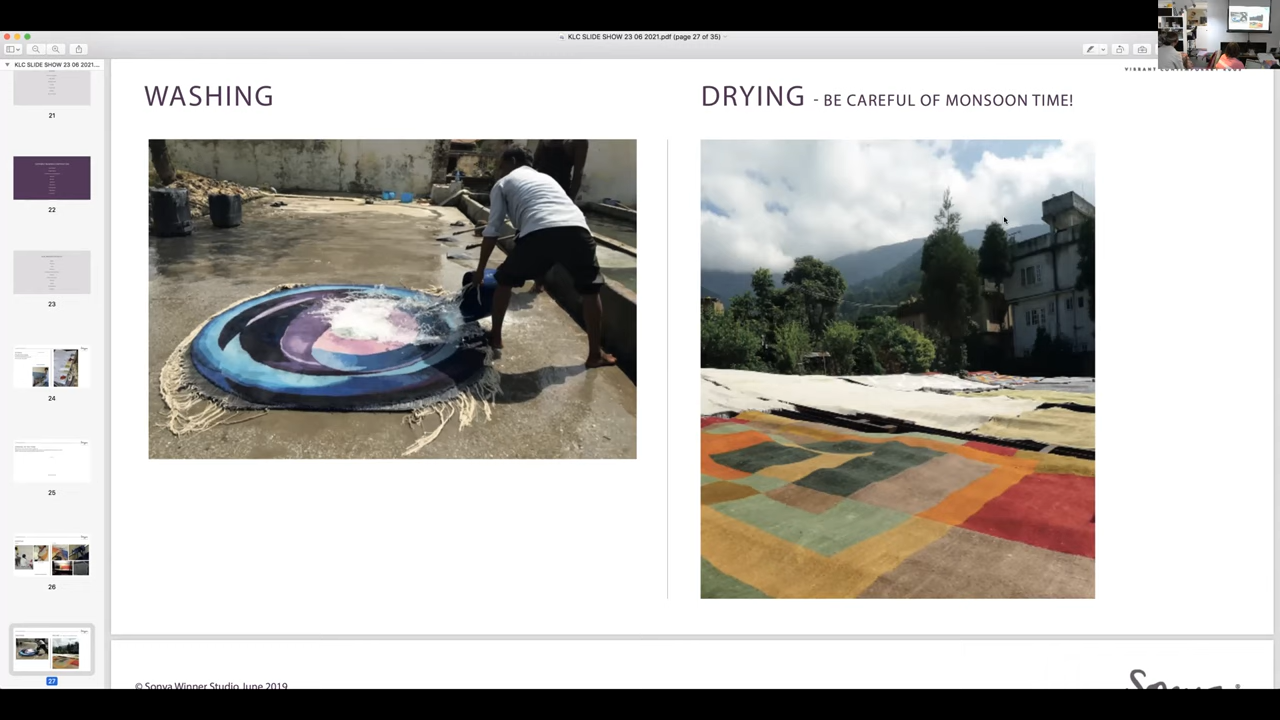 KLC SLIDE SHOW 23 06 2021.pdf (page 27 of 35)
KLC SLIDE SHOW 23 06 2021....
21
22
23
24
25
26
27
WASHING
DRYING - BE CAREFUL OF MONSOON TIME!
© Sonya Winner Studio June 2019